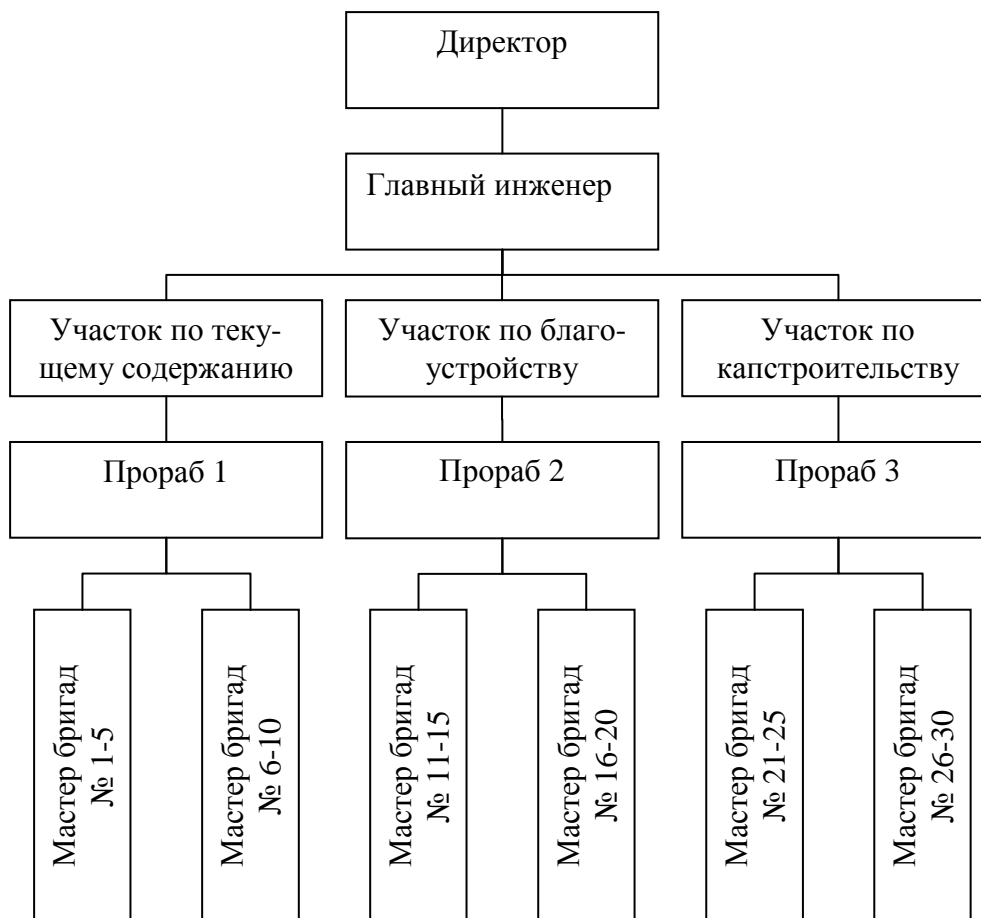 Директор
Главный инженер
Участок по теку-
щему содержанию
Участок по благо-
устройству
Участок по
капстроительству
Прораб 1
Прораб 2
Прораб 3
Мастер бригад
№ 1-5
Мастер бригад
№ 6-10
Мастер бригад
№ 11-15
Мастер бригад
№ 16-20
Мастер бригад
№ 21-25
Мастер бригад
№ 26-30